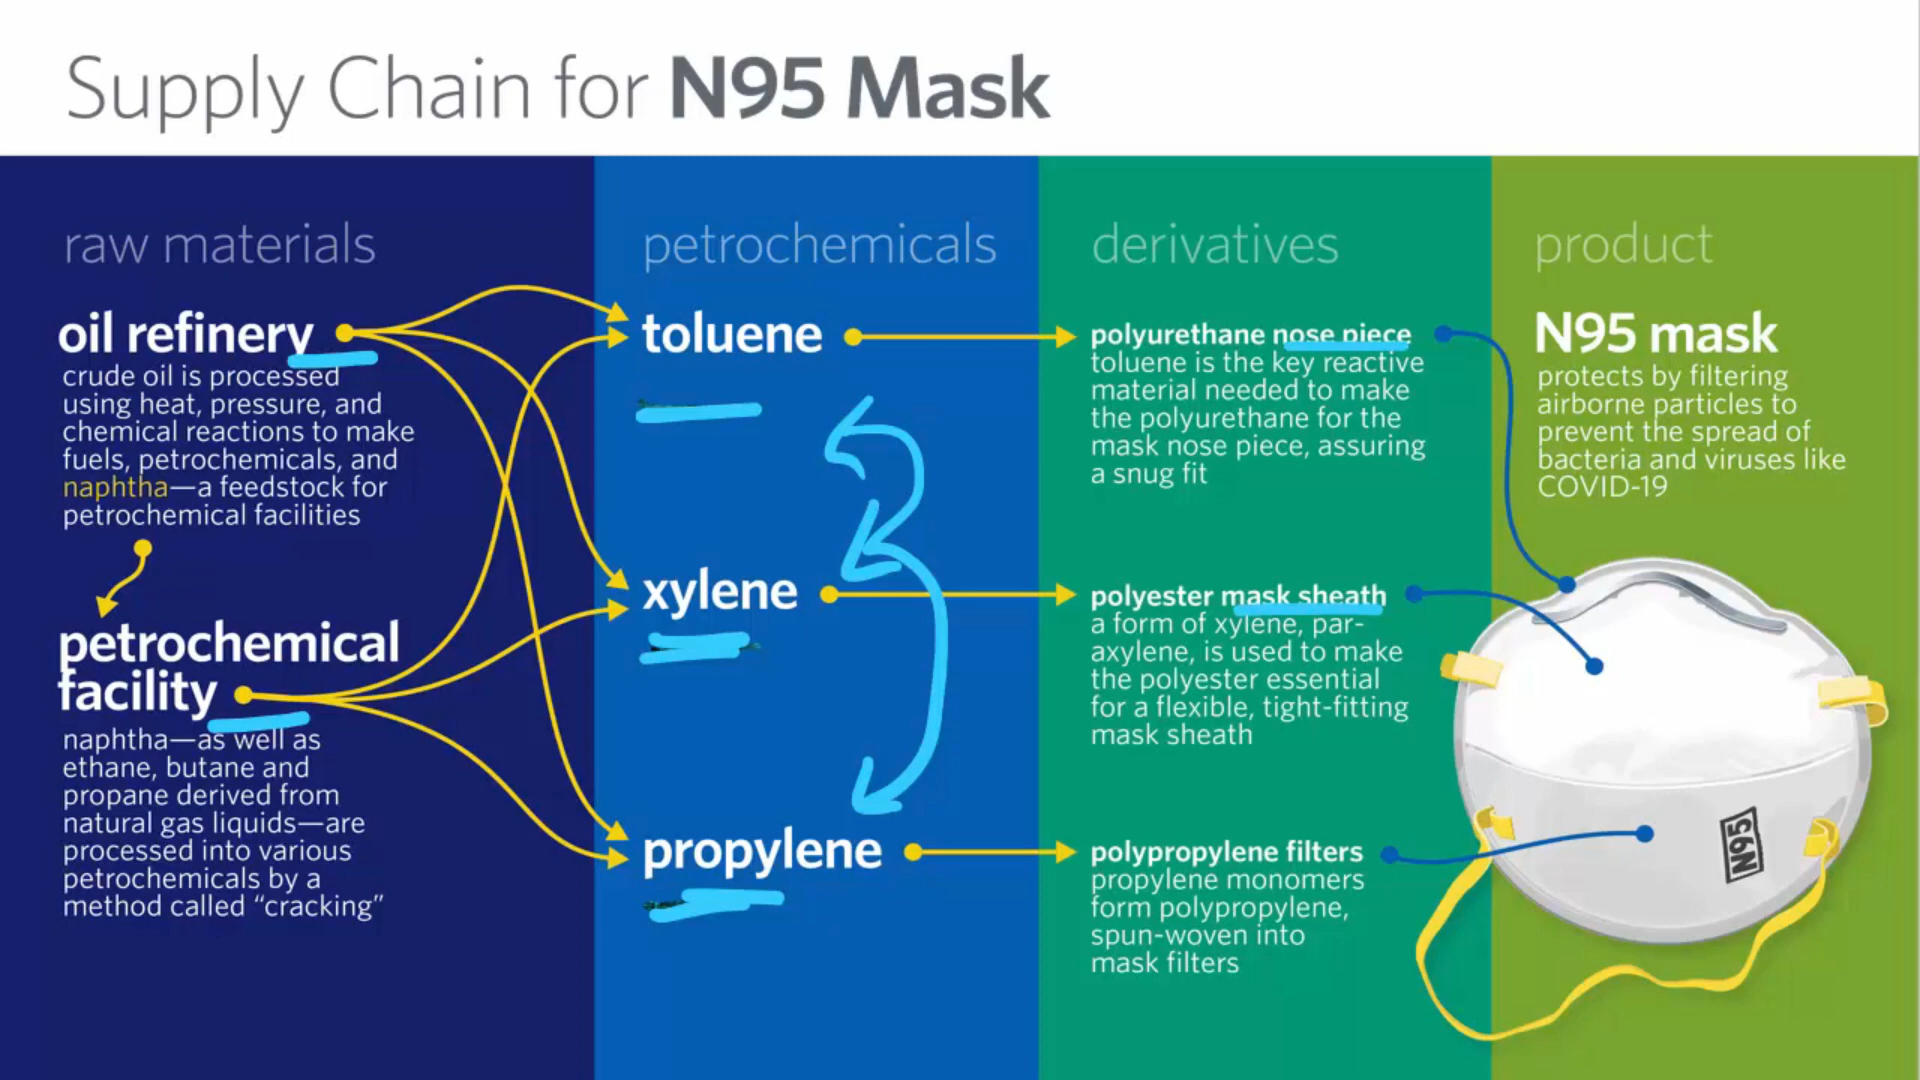 Supply Chain for N95 Mask
raw materials
oil refinery
crude oil is processed
using heat, pressure, and
chemical reactions to make
fuels, petrochemicals, and
naphtha—a feedstock for
petrochemical facilities
petrochemical
facility
naphtha—as well as
ethane, butane and
propane derived from
natural gas liquids—are
processed into various
petrochemicals by a
method called “cracking”
petrochemicals
toluene
xylene
propylene
derivatives
polyurethane nose piece
toluene is the key reactive
material needed to make
the polyurethane for the
mask nose piece, assuring
a snug fit
polyester mask sheath
a form of xylene, par-
axylene, is used to make
the polyester essential
for a flexible, tight-fitting
mask sheath
polypropylene filters
propylene monomers
form polypropylene,
spun-woven into
mask filters
product
N95 mask
protects by filtering
airborne particles to
prevent the spread of
bacteria and viruses like
COVID-19
N95